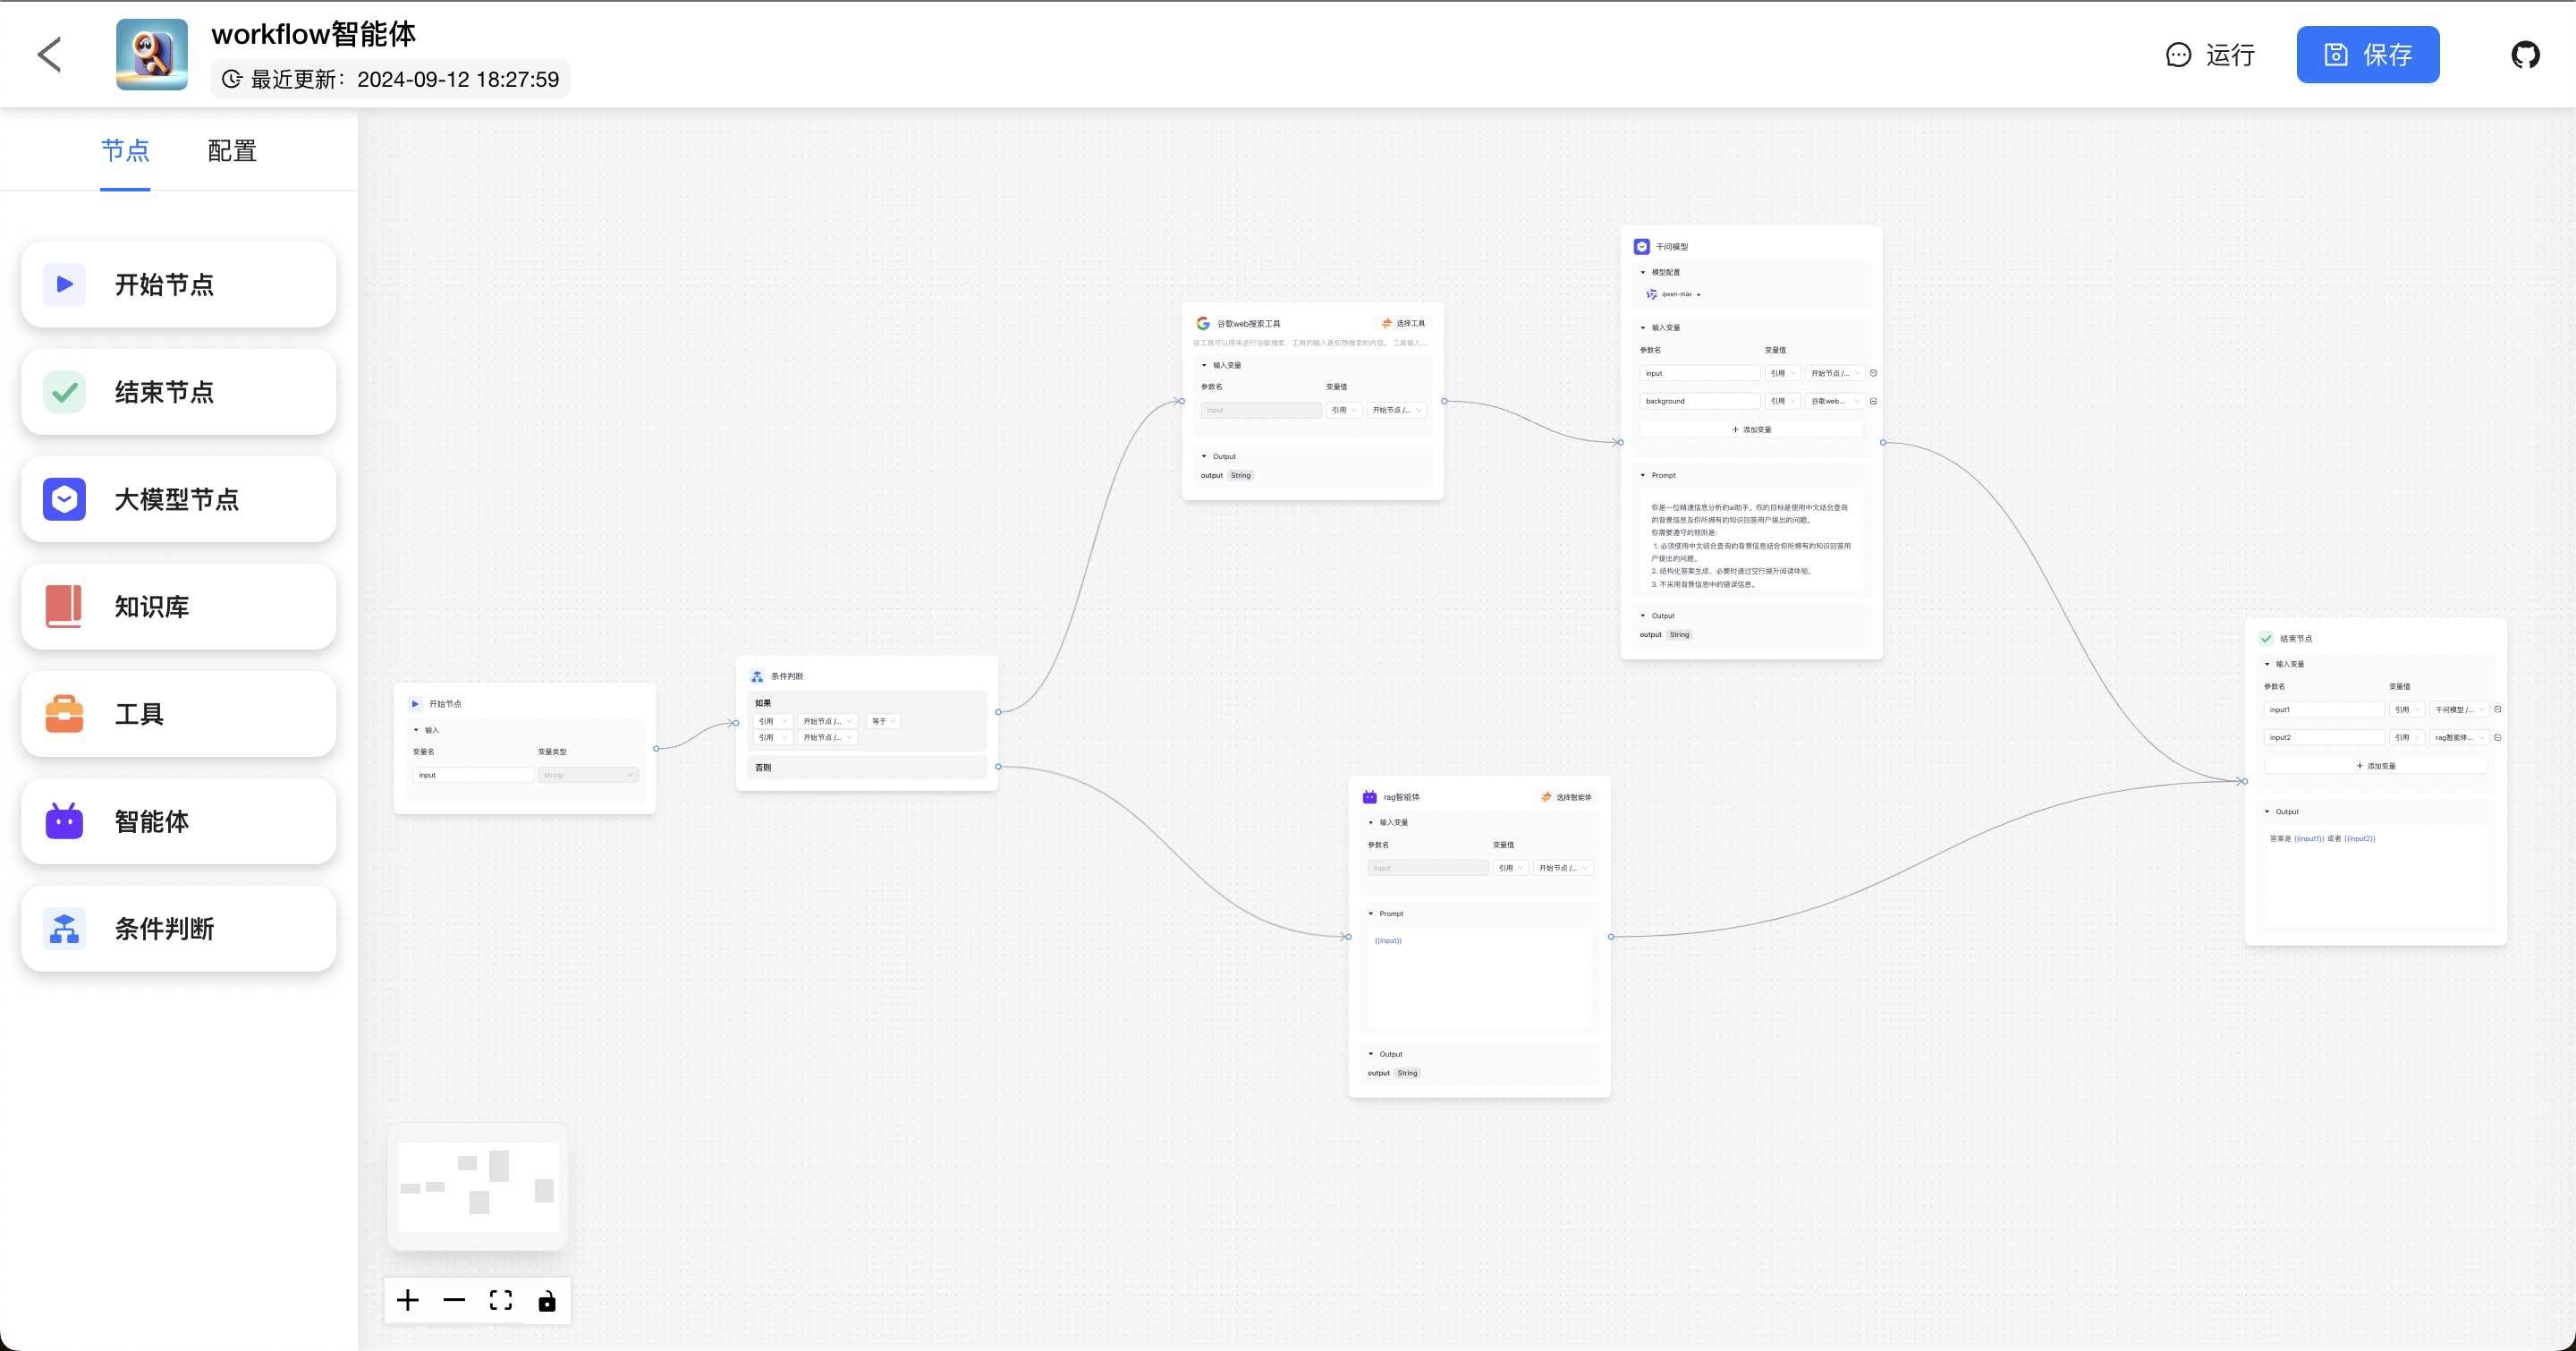 workflow智能体
最近更新：2024-09-12 18:27:59
运行
保存
节点
配置
开始节点
结束节点
大模型节点
知识库
工具
智能体
条件判断
开始节点
输入
变量名
变量类型
input
string
条件判断
如果
引用
开始节点 /...
等于
引用
开始节点 /...
否则
谷歌web搜索工具
选择工具
该工具可以用来进行谷歌搜索，工具的输入是你想搜索的内容。 工具输入...
输入变量
参数名
变量值
input
引用
开始节点 /...
Output
output
String
千问模型
模型配置
qwen-max
输入变量
参数名
变量值
input
引用
开始节点 /...
background
引用
谷歌web...
添加变量
Prompt
你是一位精通信息分析的ai助手。你的目标是使用中文结合查询
的背景信息及你所拥有的知识回答用户提出的问题。
你需要遵守的规则是:
1. 必须使用中文结合查询的背景信息结合你所拥有的知识回答用
户提出的问题。
2. 结构化答案生成，必要时通过空行提升阅读体验。
3. 不采用背景信息中的错误信息。
Output
output
String
rag智能体
选择智能体
输入变量
参数名
变量值
input
引用
开始节点 /...
Prompt
{{input}}
Output
output
String
结束节点
输入变量
参数名
变量值
input1
引用
千问模型 /...
input2
引用
rag智能体...
添加变量
Output
答案是 {{input1}} 或者 {{input2}}